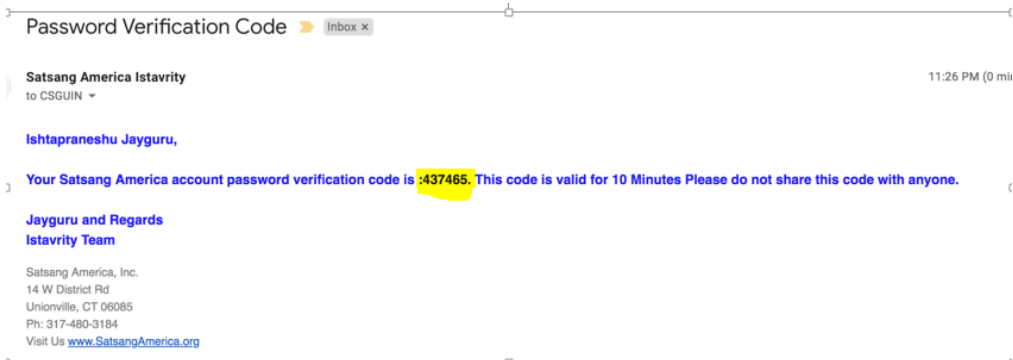 Password Verification Code Inbox ×
Satsang America Istavrity 11:26 PM (0 min
to CSGUIN
Ishtapraneshu Jayguru,
Your Satsang America account password verification code is :437465. This code is valid for 10 Minutes Please do not share this code with anyone.
Jayguru and Regards
Istavrity Team
Satsang America, Inc.
14 W District Rd
Unionville, CT 06085
Ph: 317-480-3184
Visit Us www.SatsangAmerica.org